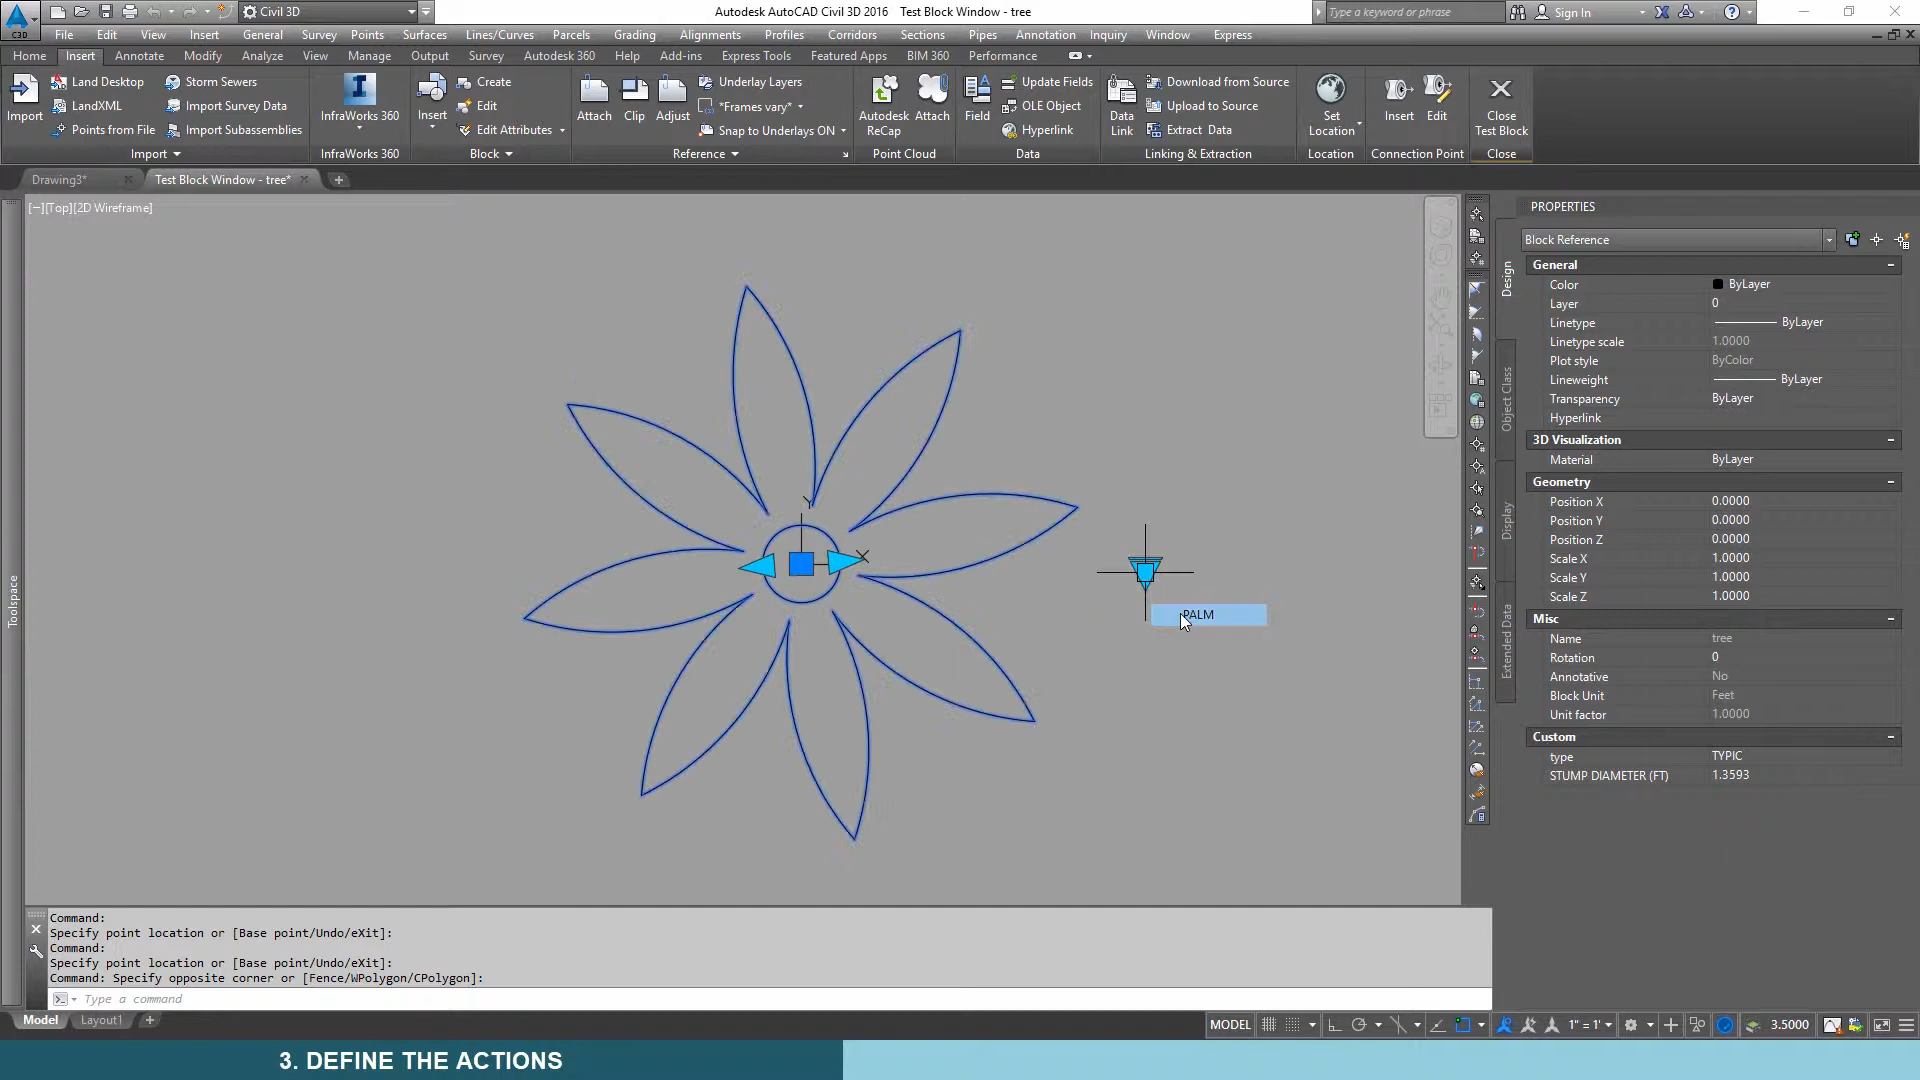 Civil 3D
Autodesk AutoCAD Civil 3D 2016 Test Block Window - tree
Type a keyword or phrase
Sign In
C3D
File Edit View Insert General Survey Points Surfaces Lines/Curves Parcels Grading Alignments Profiles Corridors Sections Pipes Annotation Inquiry Window Express
Home Insert Annotate Modify Analyze View Manage Output Survey Autodesk 360 Help Add-ins Express Tools Featured Apps BIM 360 Performance
Import
Land Desktop
LandXML
Points from File
Storm Sewers
Import Survey Data
Import Subassemblies
Import
InfraWorks 360
InfraWorks 360
Insert
Create
Edit
Edit Attributes
Block
Attach
Clip
Adjust
Underlay Layers
*Frames vary*
Snap to Underlays ON
Reference
Autodesk ReCap
Attach
Point Cloud
Field
Update Fields
OLE Object
Hyperlink
Data
Data Link
Download from Source
Upload to Source
Extract Data
Linking & Extraction
Set Location
Location
Insert
Edit
Connection Point
Close Test Block
Close
Drawing3*
Test Block Window - tree*
[−][Top][2D Wireframe]
Toolspace
Y
X
PALM
PROPERTIES
Block Reference
Design
Object Class
Display
Extended Data
General
Color ByLayer
Layer 0
Linetype ByLayer
Linetype scale 1.0000
Plot style ByColor
Lineweight ByLayer
Transparency ByLayer
Hyperlink
3D Visualization
Material ByLayer
Geometry
Position X 0.0000
Position Y 0.0000
Position Z 0.0000
Scale X 1.0000
Scale Y 1.0000
Scale Z 1.0000
Misc
Name tree
Rotation 0
Annotative No
Block Unit Feet
Unit factor 1.0000
Custom
type TYPIC
STUMP DIAMETER (FT) 1.3593
Command:
Specify point location or [Base point/Undo/eXit]:
Command:
Specify point location or [Base point/Undo/eXit]:
Command: Specify opposite corner or [Fence/WPolygon/CPolygon]:
Type a command
Model Layout1
MODEL
1" = 1'
3.5000
3. DEFINE THE ACTIONS